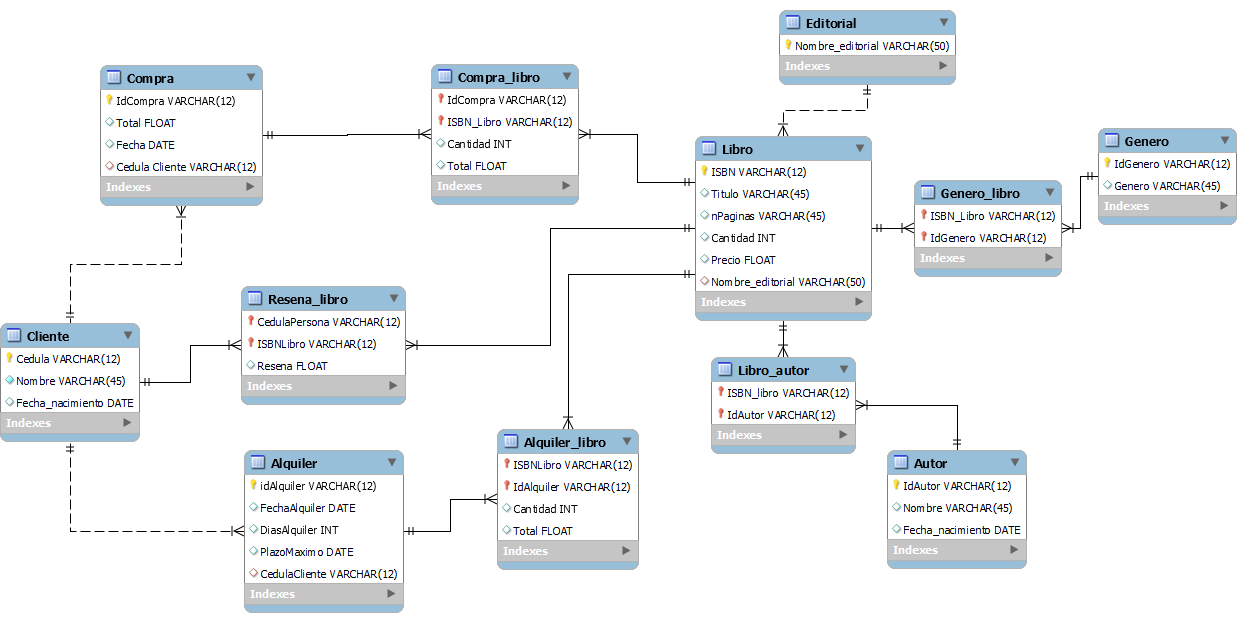 Editorial
Nombre_editorial VARCHAR(50)
Indexes
Compra
IdCompra VARCHAR(12)
Total FLOAT
Fecha DATE
Cedula Cliente VARCHAR(12)
Indexes
Compra_libro
IdCompra VARCHAR(12)
ISBN_Libro VARCHAR(12)
Cantidad INT
Total FLOAT
Indexes
Libro
ISBN VARCHAR(12)
Titulo VARCHAR(45)
nPaginas VARCHAR(45)
Cantidad INT
Precio FLOAT
Nombre_editorial VARCHAR(50)
Indexes
Genero
IdGenero VARCHAR(12)
Genero VARCHAR(45)
Indexes
Genero_libro
ISBN_Libro VARCHAR(12)
IdGenero VARCHAR(12)
Indexes
Resena_libro
CedulaPersona VARCHAR(12)
ISBNLibro VARCHAR(12)
Resena FLOAT
Indexes
Cliente
Cedula VARCHAR(12)
Nombre VARCHAR(45)
Fecha_nacimiento DATE
Indexes
Libro_autor
ISBN_libro VARCHAR(12)
IdAutor VARCHAR(12)
Indexes
Alquiler
idAlquiler VARCHAR(12)
FechaAlquiler DATE
DiasAlquiler INT
PlazoMaximo DATE
CedulaCliente VARCHAR(12)
Indexes
Alquiler_libro
ISBNLibro VARCHAR(12)
IdAlquiler VARCHAR(12)
Cantidad INT
Total FLOAT
Indexes
Autor
IdAutor VARCHAR(12)
Nombre VARCHAR(45)
Fecha_nacimiento DATE
Indexes